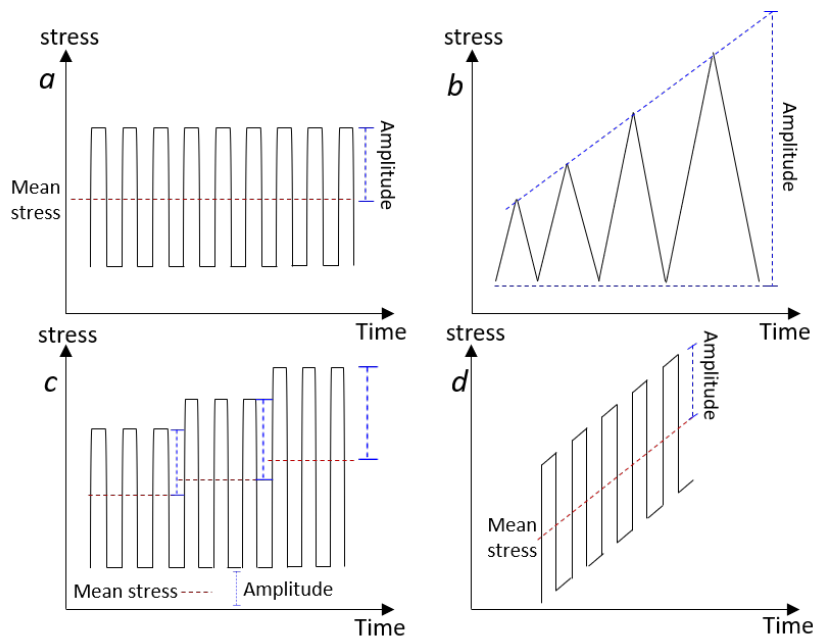 stress
a
Mean
stress
Amplitude
Time
stress
b
Amplitude
Time
stress
c
Mean stress
Amplitude
Time
stress
d
Mean
stress
Amplitude
Time